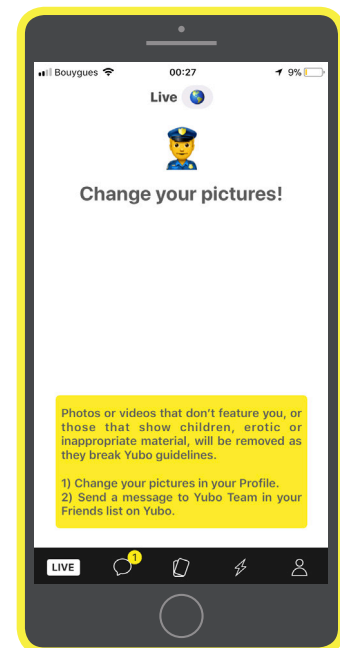 Bouygues 00:27 9%
Live
Change your pictures!
Photos or videos that don't feature you, or
those that show children, erotic or
inappropriate material, will be removed as
they break Yubo guidelines.
1) Change your pictures in your Profile.
2) Send a message to Yubo Team in your
Friends list on Yubo.
1
LIVE